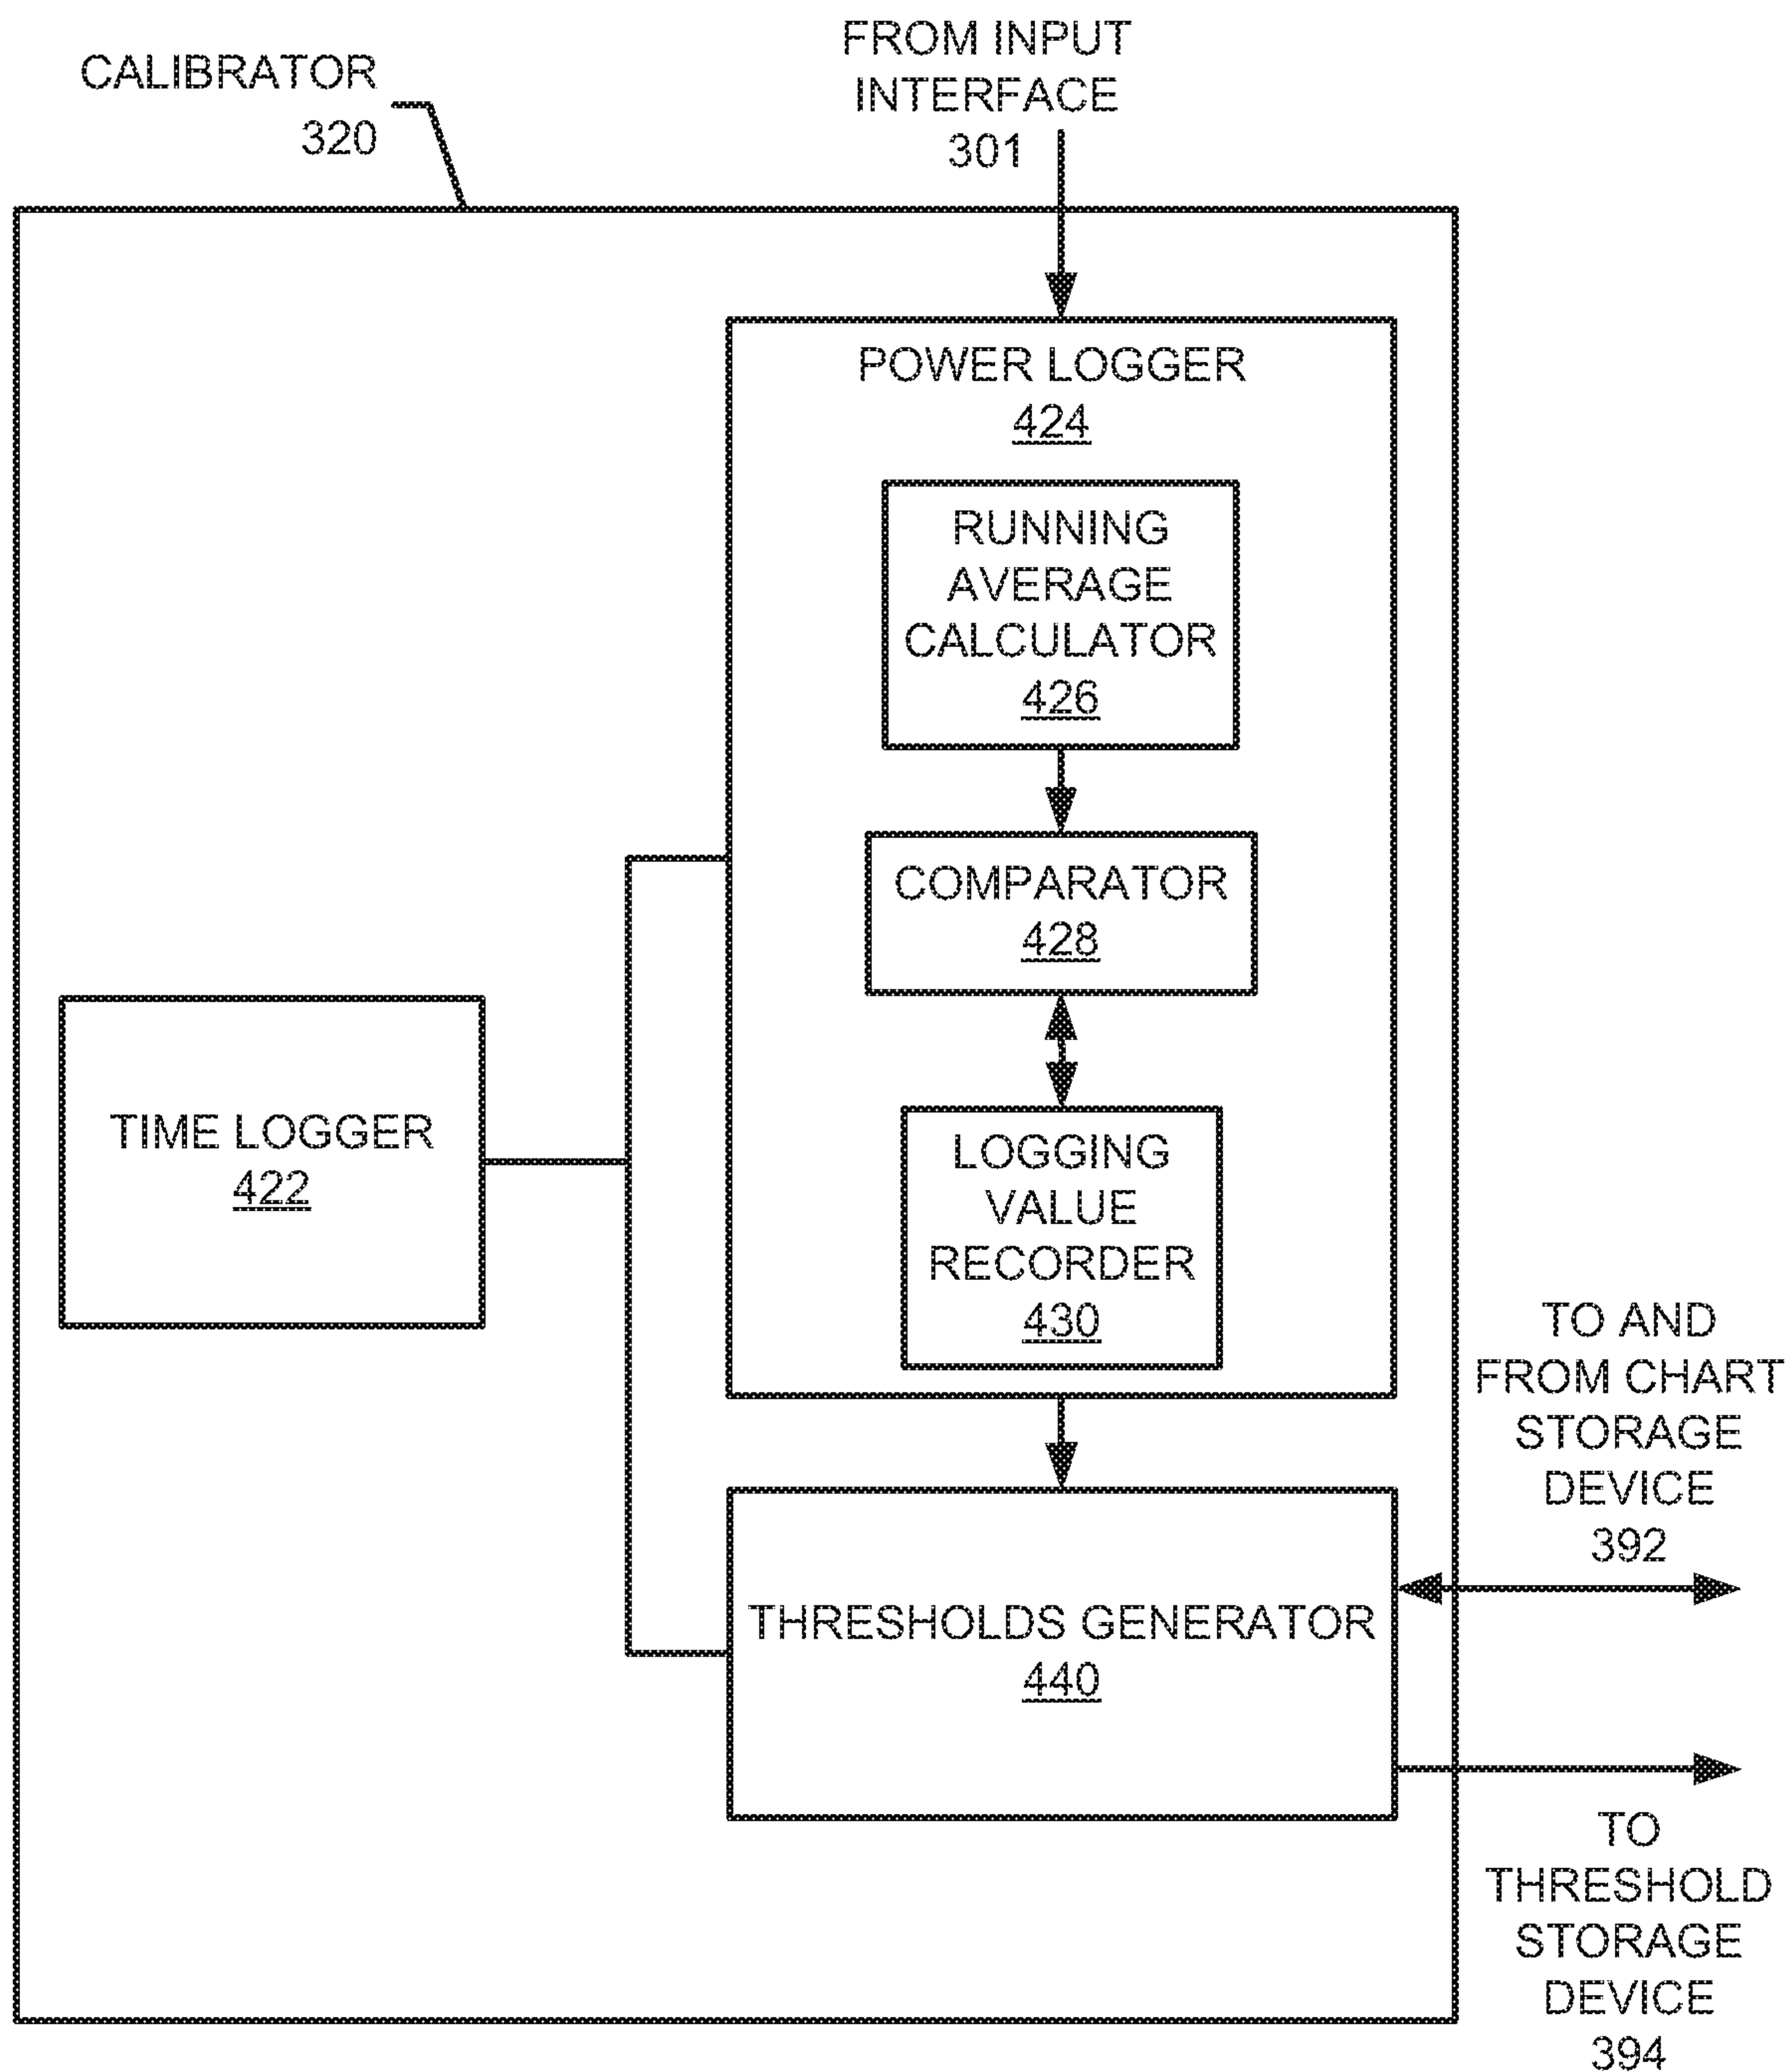 CALIBRATOR
320
FROM INPUT
INTERFACE
301
POWER LOGGER
424
RUNNING
AVERAGE
CALCULATOR
426
COMPARATOR
428
TIME LOGGER
422
LOGGING
VALUE
RECORDER
430
TO AND
FROM CHART
STORAGE
DEVICE
392
THRESHOLDS GENERATOR
440
TO
THRESHOLD
STORAGE
DEVICE
394